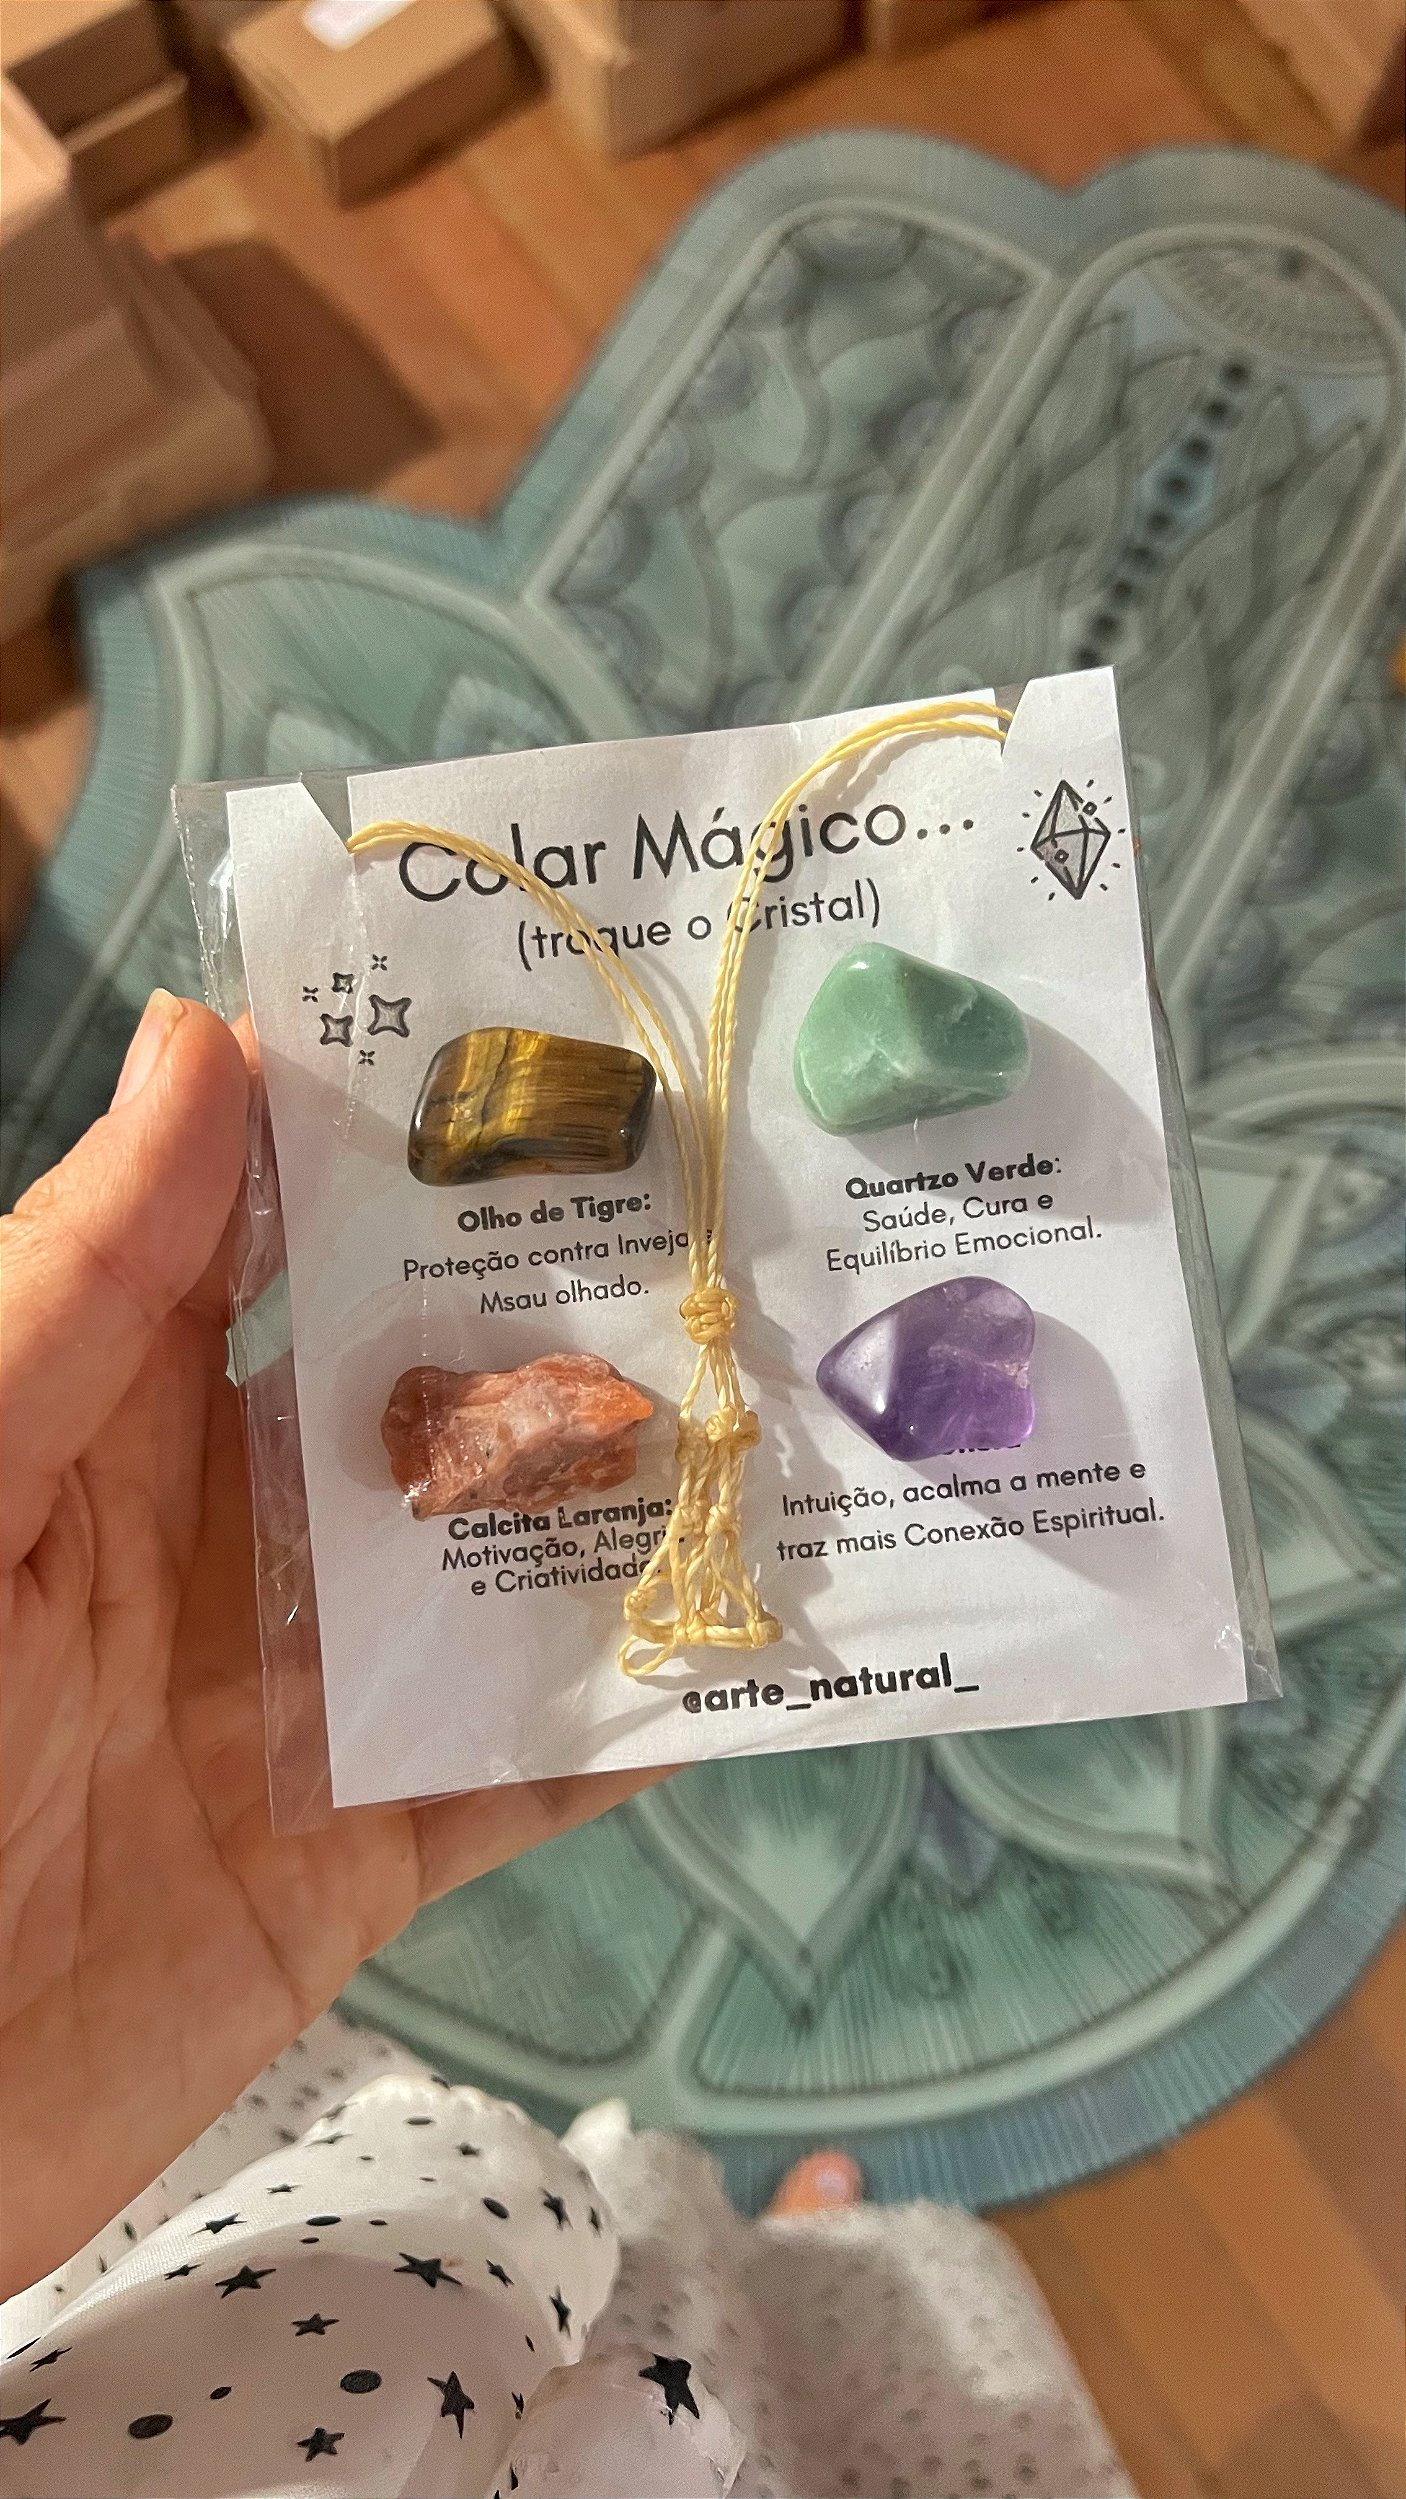 Colar Mágico...
(troque o Cristal)
Olho de Tigre:
Proteção contra Inveja
Msau olhado.
Quartzo Verde:
Saúde, Cura e
Equilíbrio Emocional.
Calcita Laranja:
Motivação, Alegri
e Criatividade
Intuição, acalma a mente e
traz mais Conexão Espiritual.
@arte_natural_